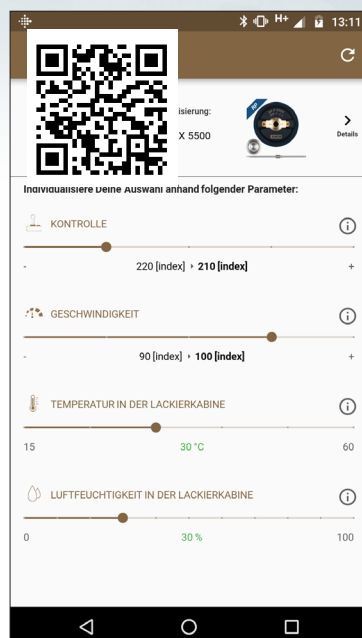 H+ 13:11
isierung:
RP
X 5500
Details
Individualisiere Deine Auswahl anhand folgender Parameter:
KONTROLLE
- 220 [index] ‣ 210 [index] +
GESCHWINDIGKEIT
- 90 [index] ‣ 100 [index] +
TEMPERATUR IN DER LACKIERKABINE
15 30 °C 60
LUFTFEUCHTIGKEIT IN DER LACKIERKABINE
0 30 % 100